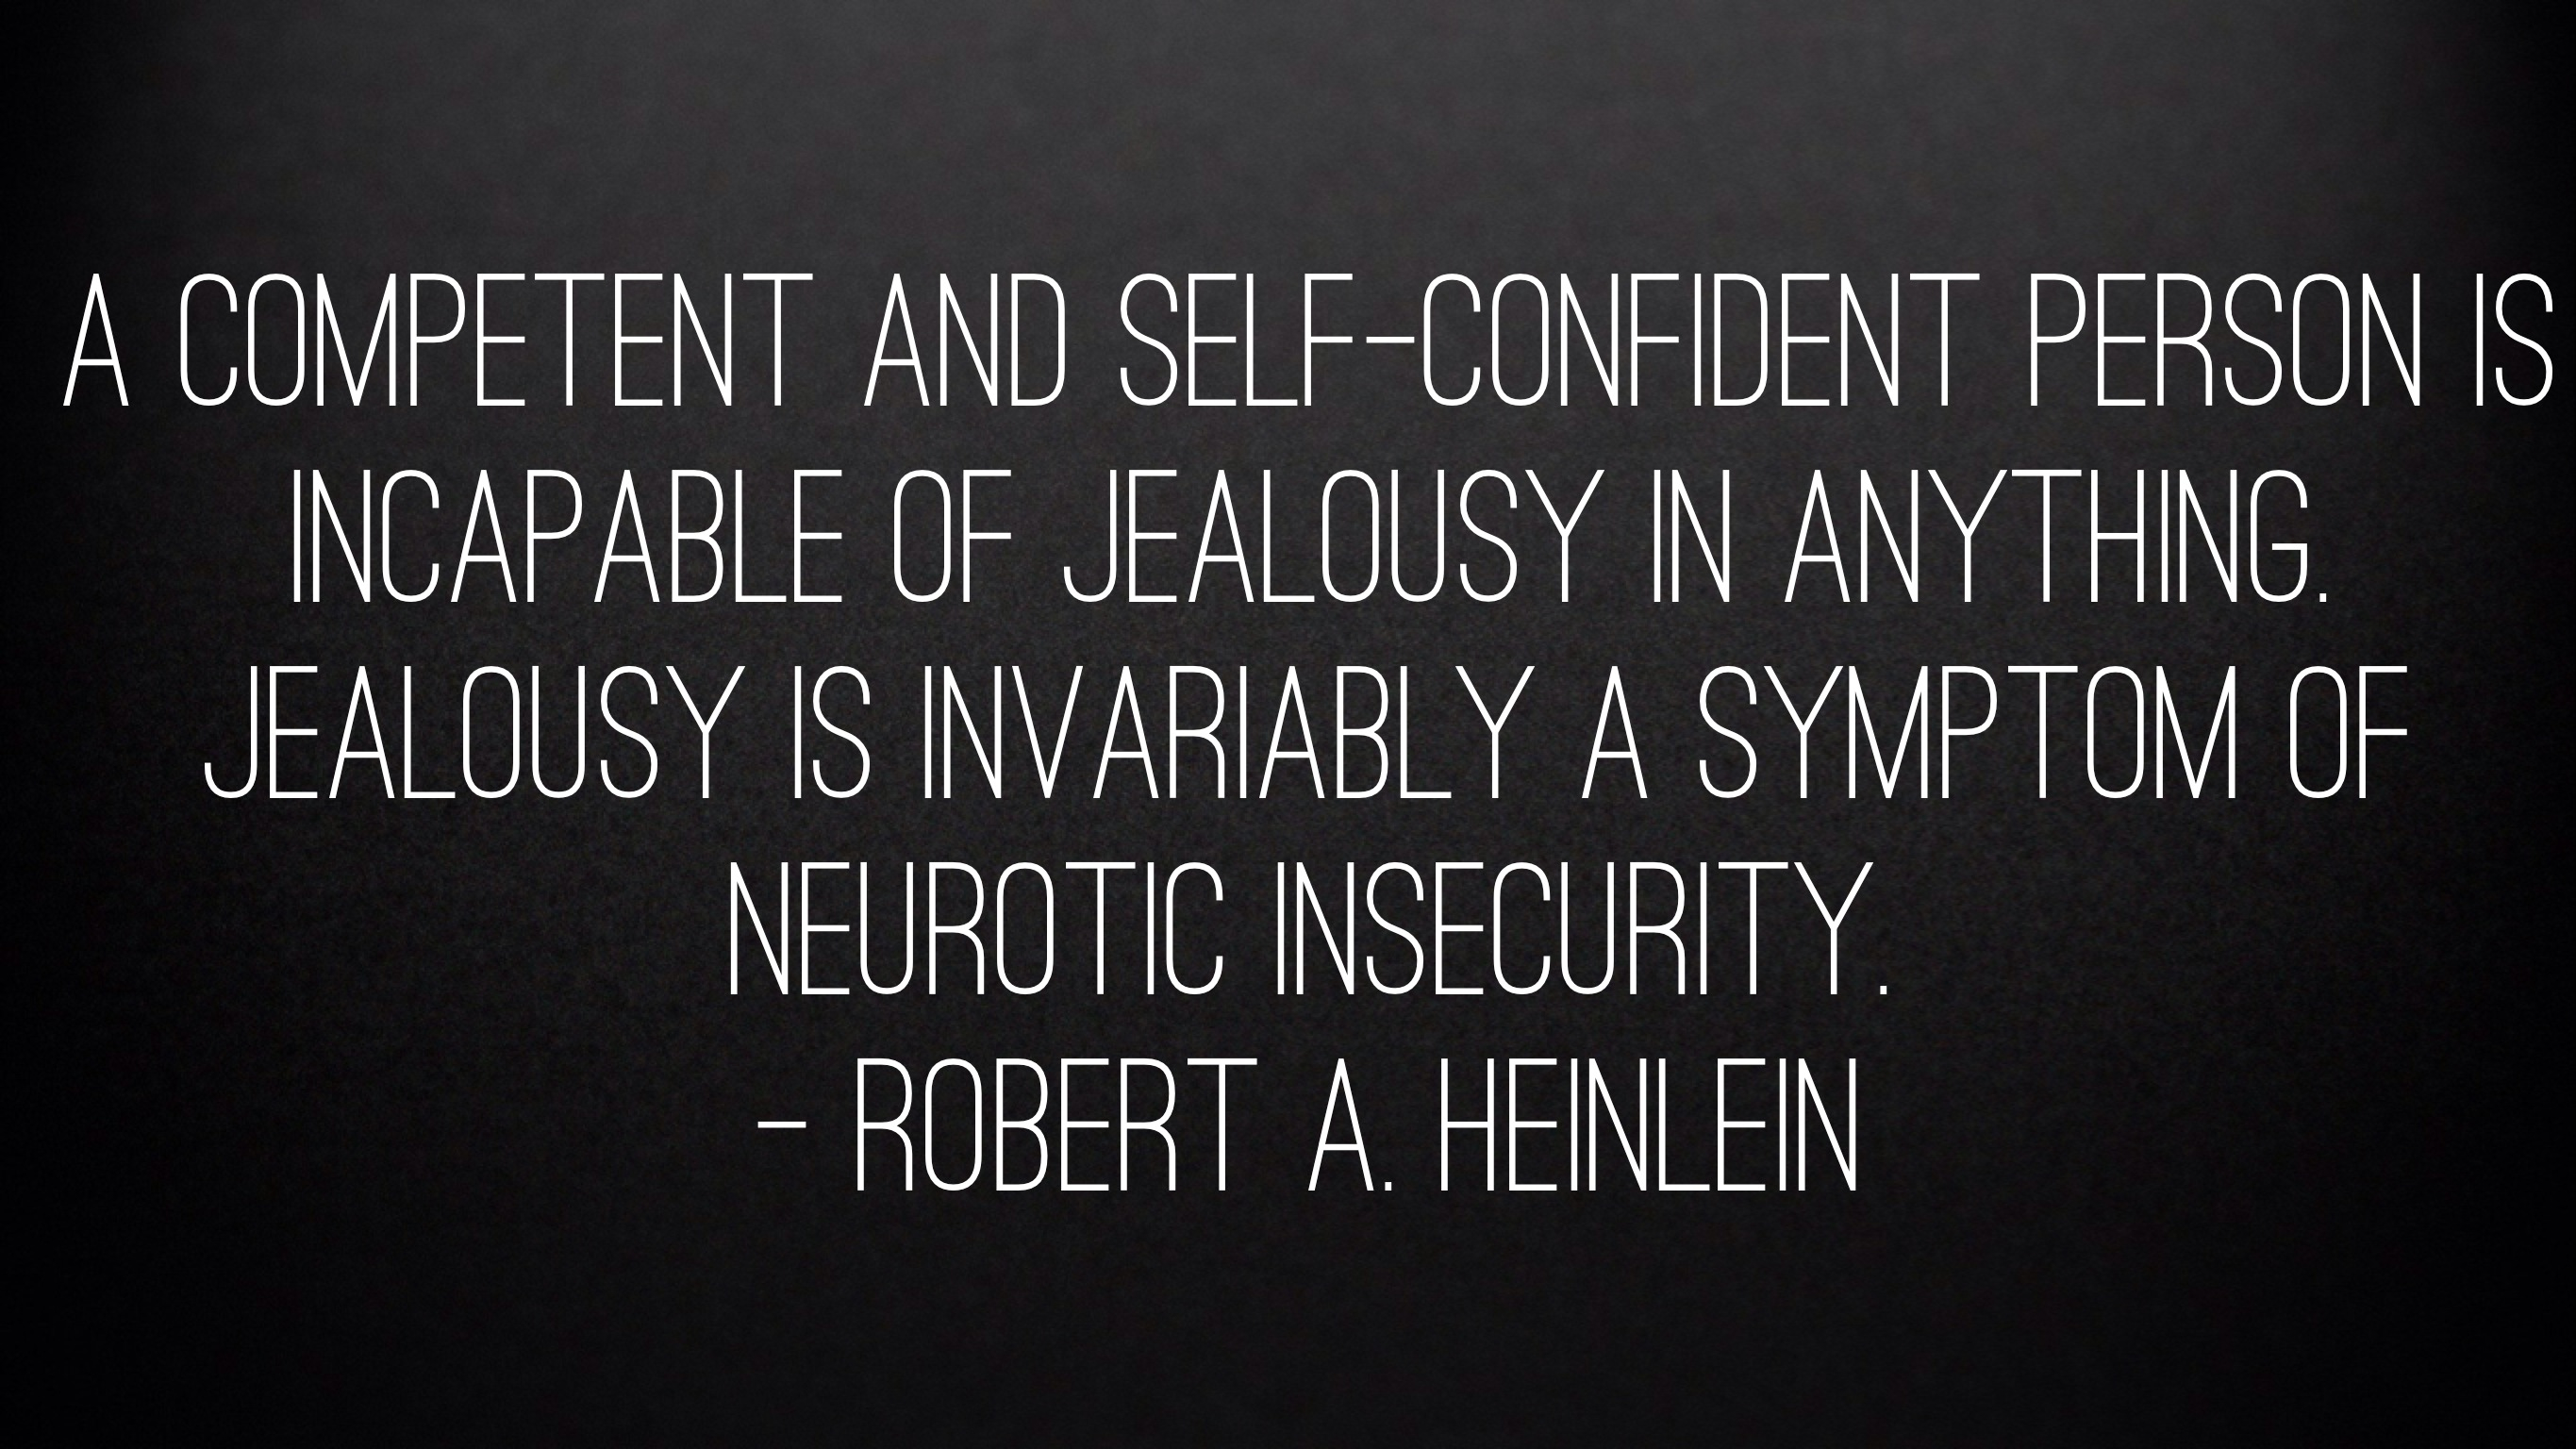 A COMPETENT AND SELF-CONFIDENT PERSON IS
INCAPABLE OF JEALOUSY IN ANYTHING.
JEALOUSY IS INVARIABLY A SYMPTOM OF
NEUROTIC INSECURITY.
- ROBERT A. HEINLEIN